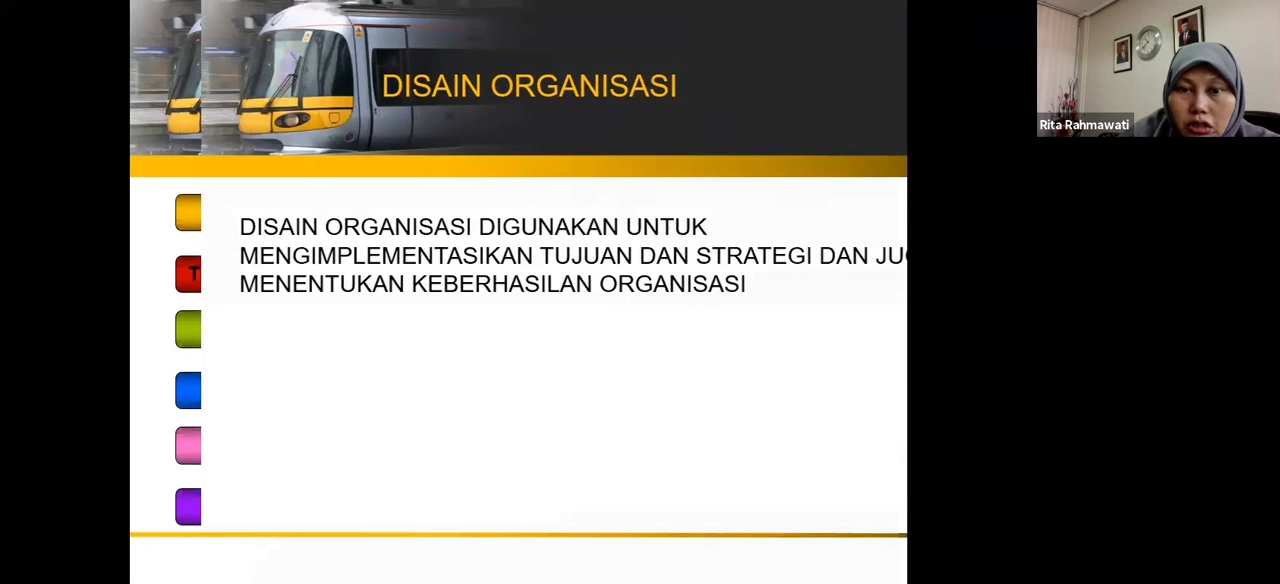 DISAIN ORGANISASI
Rita Rahmawati
DISAIN ORGANISASI DIGUNAKAN UNTUK
T
MENGIMPLEMENTASIKAN TUJUAN DAN STRATEGI DAN
MENENTUKAN KEBERHASILAN ORGANISASI